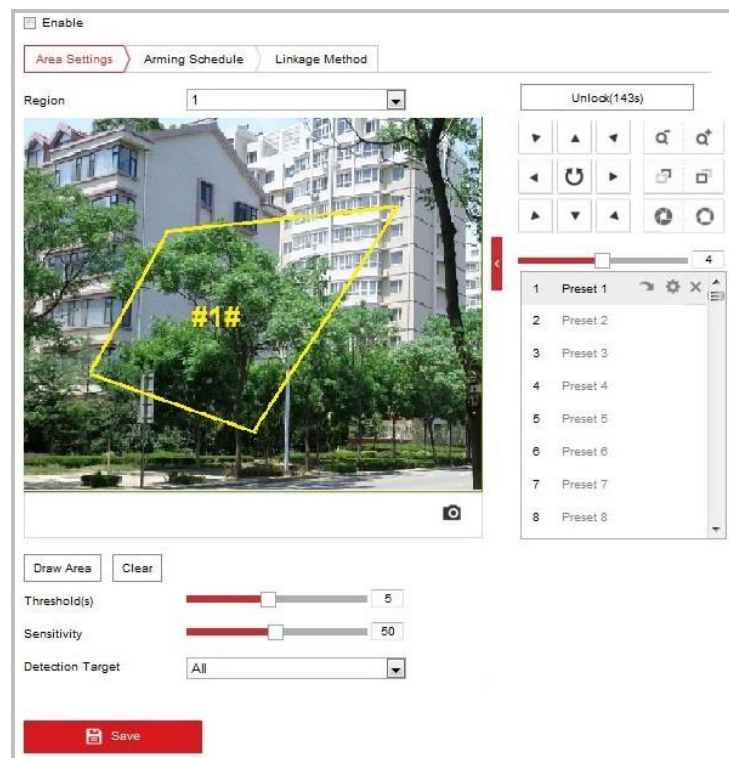 Enable
Area Settings Arming Schedule Linkage Method
Region 1
Unlock(143s)
#1#
4
1 Preset 1
2 Preset 2
3 Preset 3
4 Preset 4
5 Preset 5
6 Preset 6
7 Preset 7
8 Preset 8
Draw Area Clear
Threshold(s) 5
Sensitivity 50
Detection Target All
Save